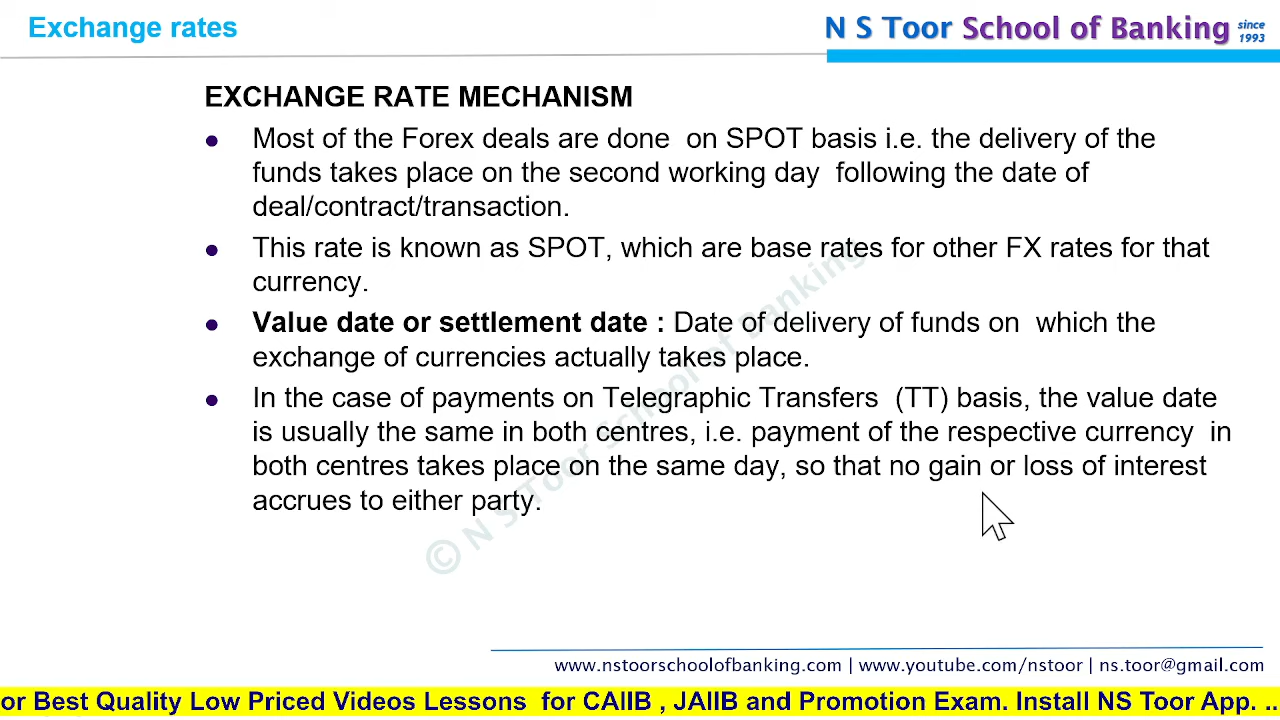 Exchange rates
N S Toor School of Banking since 1993
EXCHANGE RATE MECHANISM
● Most of the Forex deals are done on SPOT basis i.e. the delivery of the
funds takes place on the second working day following the date of
deal/contract/transaction.
● This rate is known as SPOT, which are base rates for other FX rates for that
currency.
● Value date or settlement date : Date of delivery of funds on which the
exchange of currencies actually takes place.
● In the case of payments on Telegraphic Transfers (TT) basis, the value date
is usually the same in both centres, i.e. payment of the respective currency in
both centres takes place on the same day, so that no gain or loss of interest
accrues to either party.
© N S Toor School of Banking
www.nstoorschoolofbanking.com | www.youtube.com/nstoor | ns.toor@gmail.com
or Best Quality Low Priced Videos Lessons for CAIIB , JAIIB and Promotion Exam. Install NS Toor App. ..